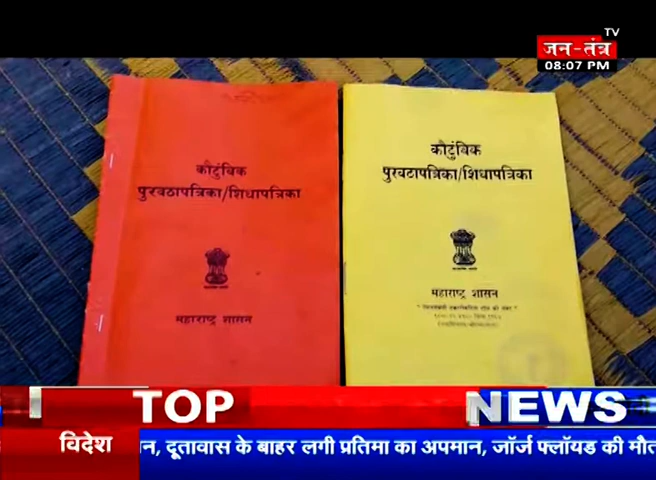 TV
जन-तंत्र
08:07 PM
कौटुंबिक
पुरवठापत्रिका/शिधापत्रिका
महाराष्ट्र शासन
कौटुंबिक
पुरवठापत्रिका/शिधापत्रिका
महाराष्ट्र शासन
TOP NEWS
विदेश
न, दूतावास के बाहर लगी प्रतिमा का अपमान, जॉर्ज फ्लॉयड की मौत